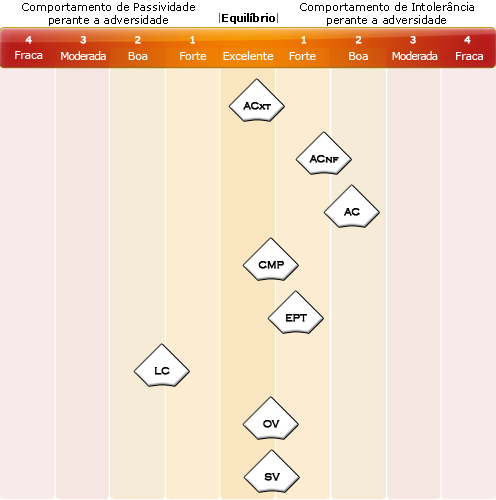 Comportamento de Passividade
perante a adversidade
|Equilíbrio|
Comportamento de Intolerância
perante a adversidade
4 3 2 1 1 2 3 4
Fraca Moderada Boa Forte Excelente Forte Boa Moderada Fraca
ACXT
ACNF
AC
CMP
EPT
LC
OV
SV